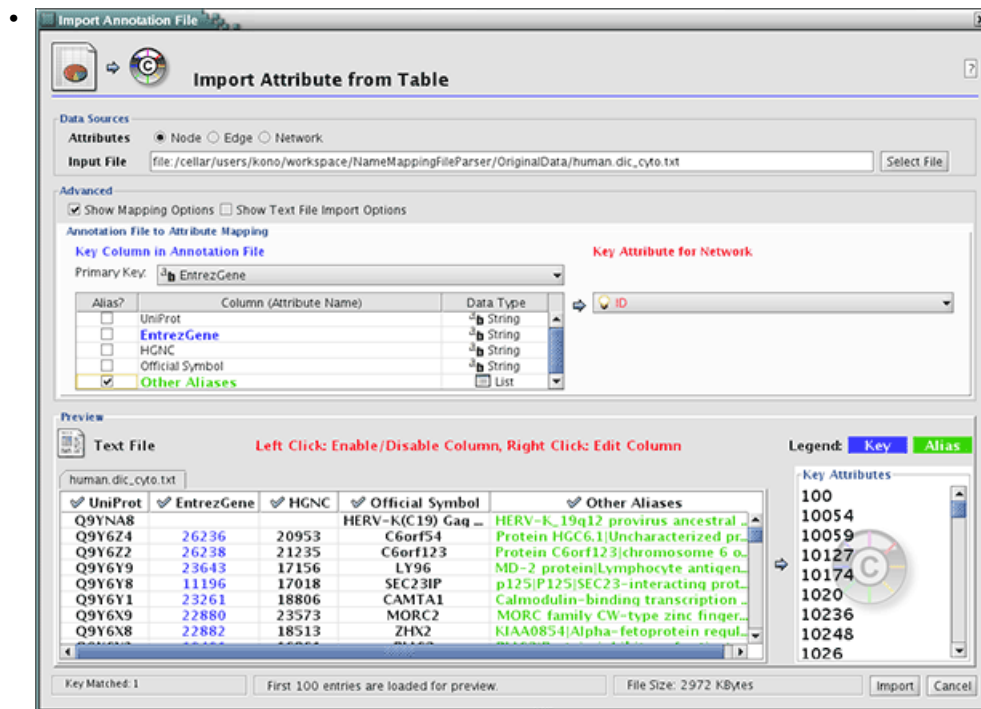 Import Annotation File
Import Attribute from Table
?
Data Sources
Attributes Node Edge Network
Input File file:/cellar/users/kono/workspace/NameMappingFileParser/OriginalData/human.dic_cyto.txt Select File
Advanced
Show Mapping Options Show Text File Import Options
Annotation File to Attribute Mapping
Key Column in Annotation File Key Attribute for Network
Primary Key: ab EntrezGene
Alias? Column (Attribute Name) Data Type ID
UniProt ab String
EntrezGene ab String
HGNC ab String
Official Symbol ab String
Other Aliases List
Preview
Text File Left Click: Enable/Disable Column, Right Click: Edit Column Legend: Key Alias
human.dic_cyto.txt Key Attributes
UniProt EntrezGene HGNC Official Symbol Other Aliases
Q9YNA8 HERV-K(C19) Gag ... HERV-K_19q12 provirus ancestral ...
Q9Y6Z4 26236 20953 C6orf54 Protein HGC6.1|Uncharacterized pr...
Q9Y6Z2 26238 21235 C6orf123 Protein C6orf123|chromosome 6 o...
Q9Y6Y9 23643 17156 LY96 MD-2 protein|Lymphocyte antigen...
Q9Y6Y8 11196 17018 SEC23IP p125|P125|SEC23-interacting prot...
Q9Y6Y1 23261 18806 CAMTA1 Calmodulin-binding transcription ...
Q9Y6X9 22880 23573 MORC2 MORC family CW-type zinc finger...
Q9Y6X8 22882 18513 ZHX2 KIAA0854|Alpha-fetoprotein regul...
100
10054
10059
10127
10174
1020
10236
10248
1026
C
Key Matched: 1 First 100 entries are loaded for preview. File Size: 2972 KBytes Import Cancel